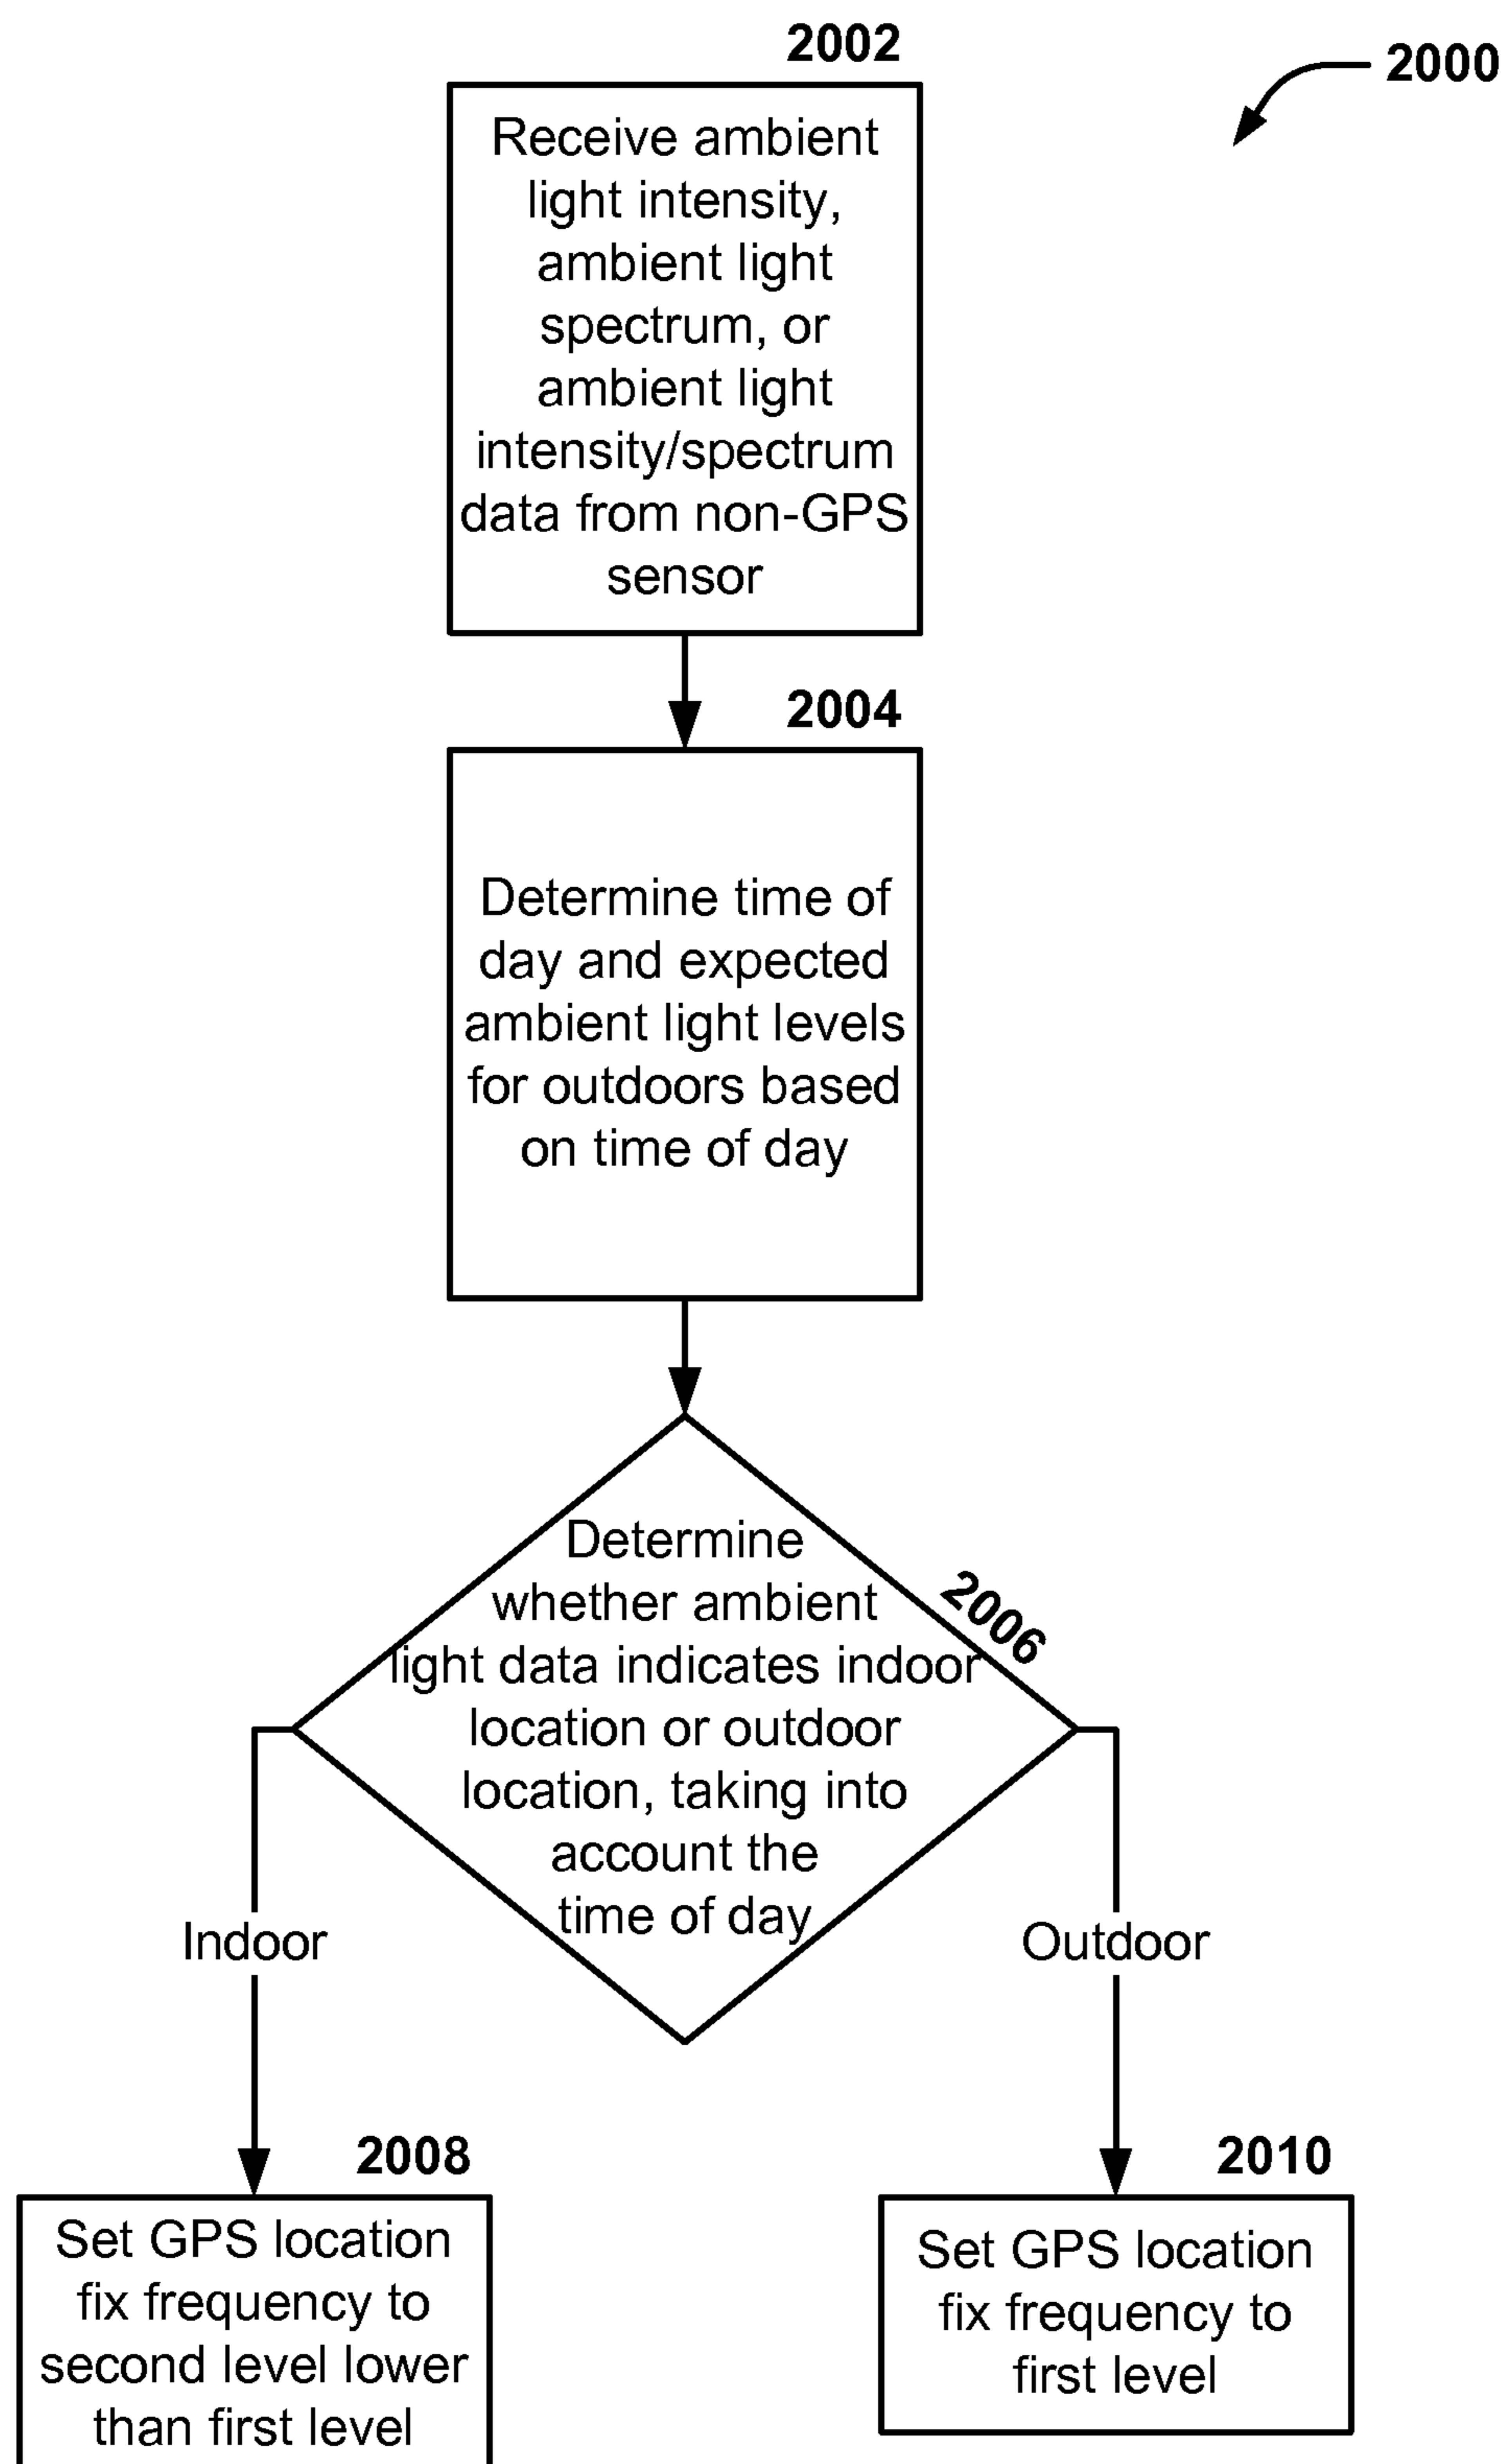 2002
2000
Receive ambient
light intensity,
ambient light
spectrum, or
ambient light
intensity/spectrum
data from non-GPS
sensor
2004
Determine time of
day and expected
ambient light levels
for outdoors based
on time of day
2006
Determine
whether ambient
light data indicates indoor
location or outdoor
location, taking into
account the
time of day
Indoor
Outdoor
2008
Set GPS location
fix frequency to
second level lower
than first level
2010
Set GPS location
fix frequency to
first level